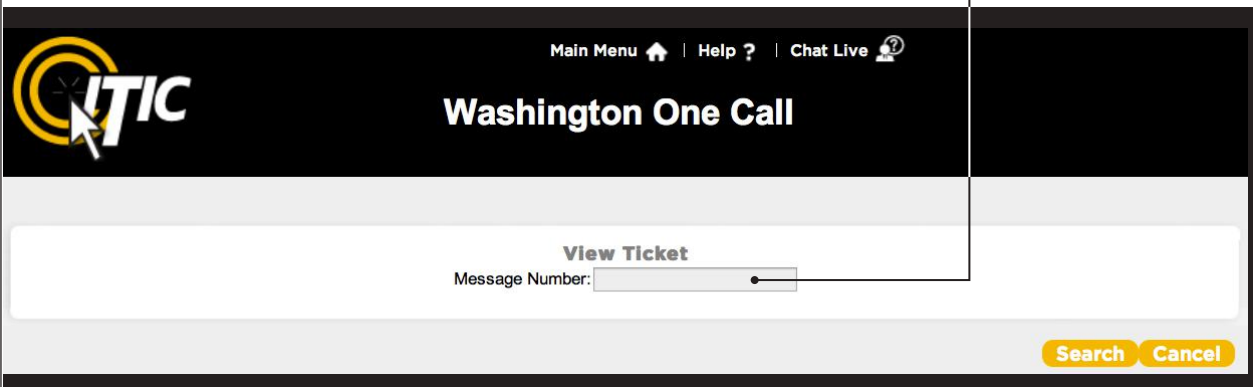 Main Menu | Help ? | Chat Live ?
ITIC
Washington One Call
View Ticket
Message Number:
Search Cancel